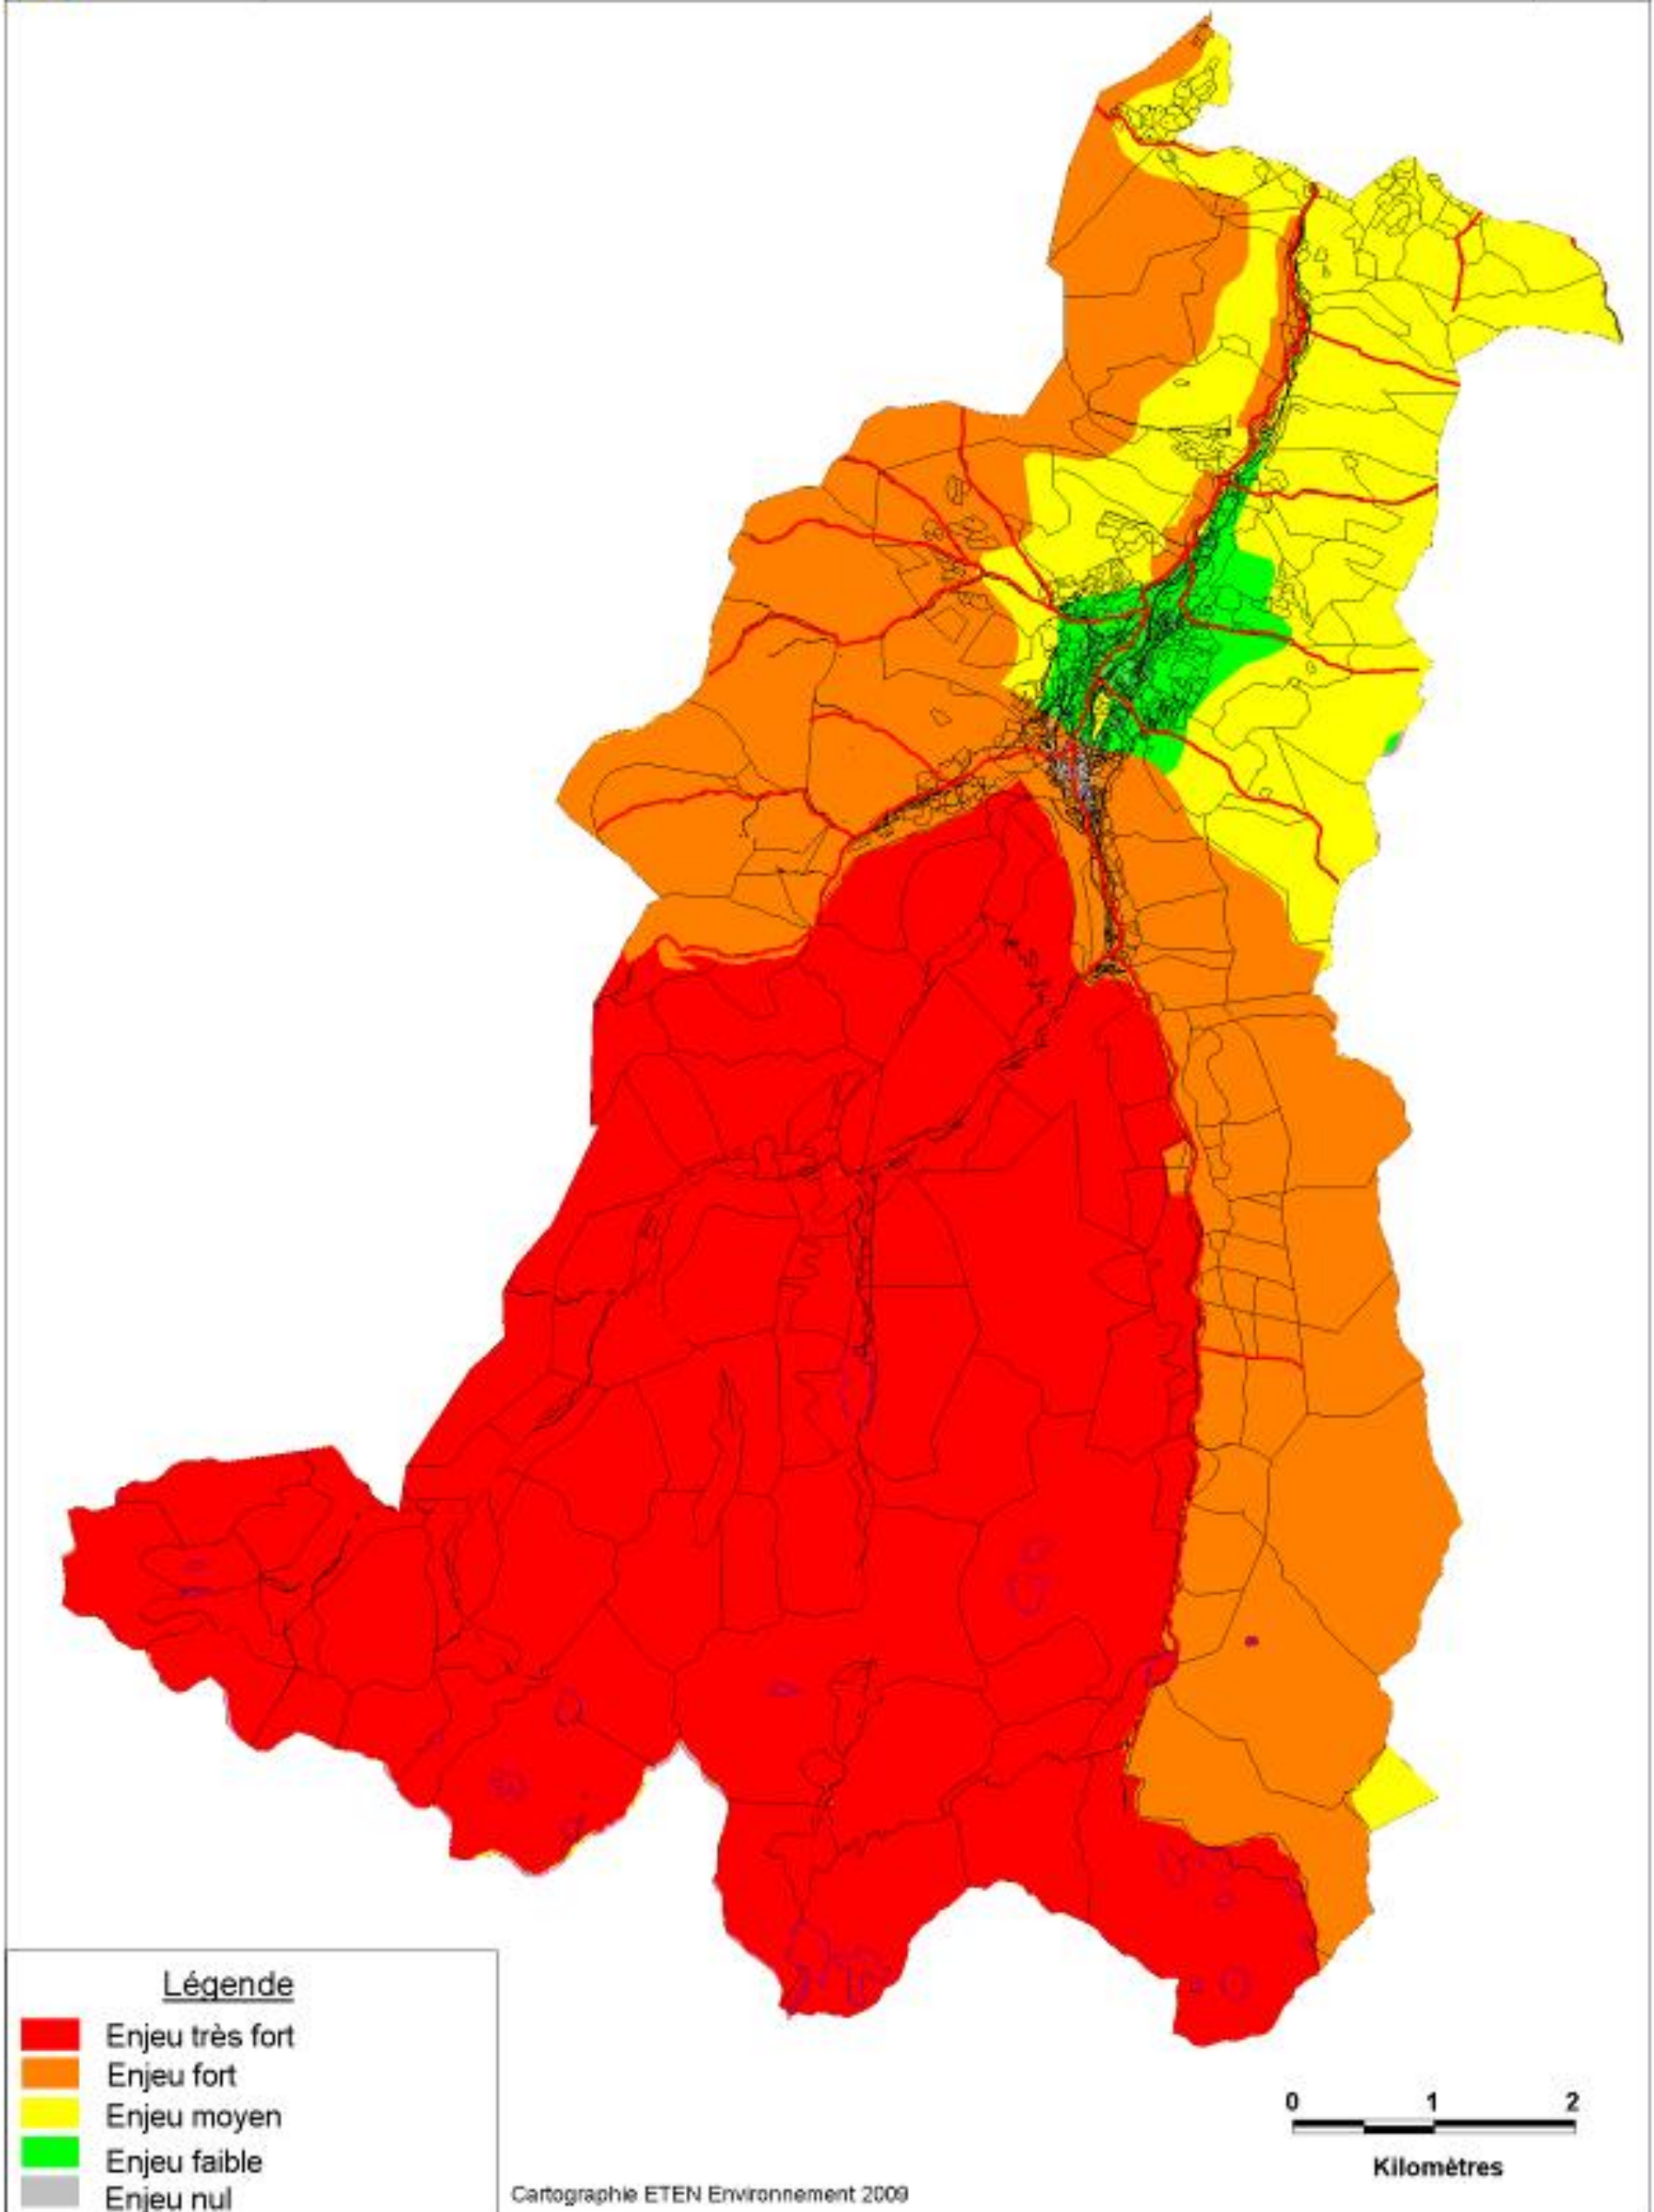 Légende
Enjeu très fort
Enjeu fort
Enjeu moyen
Enjeu faible
Enjeu nul
Cartographie ETEN Environnement 2009
0 1 2
Kilomètres